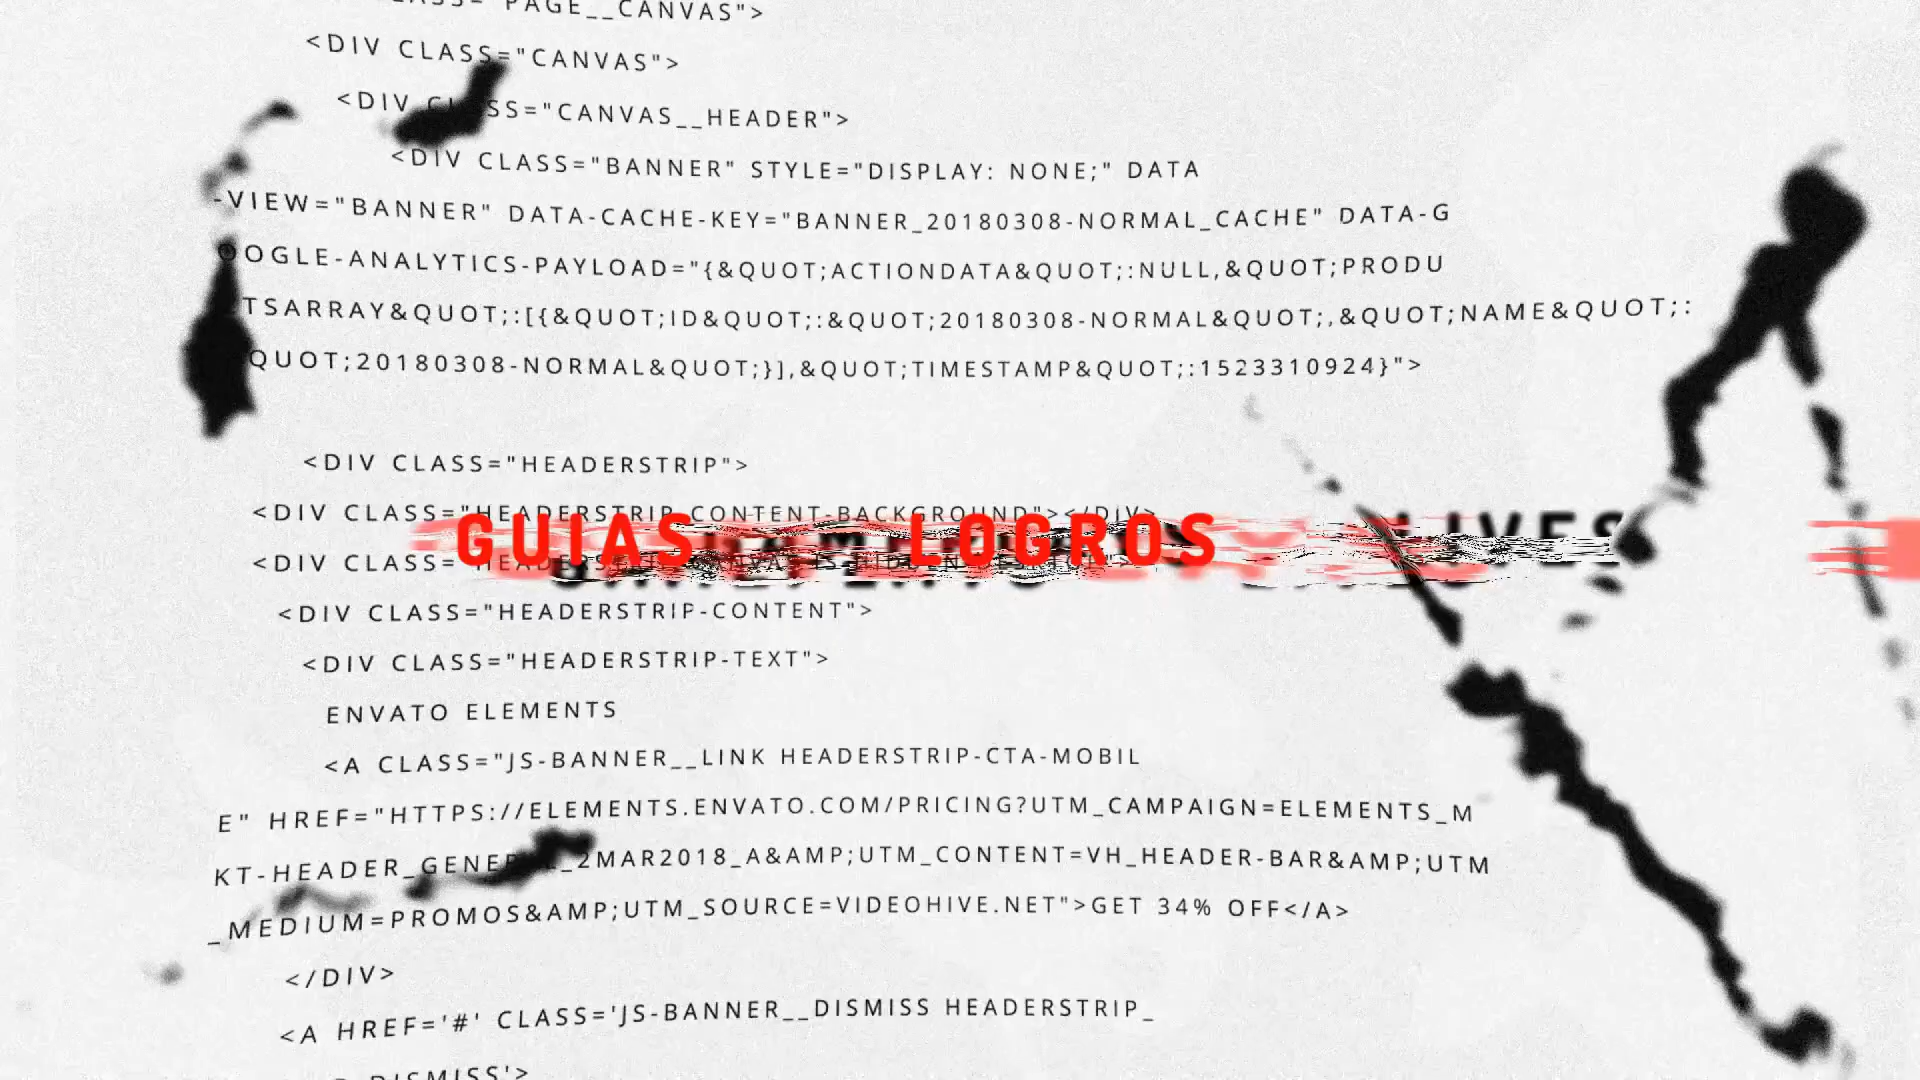 PAGE__CANVAS">
<DIV CLASS="CANVAS">
<DIV CLASS="CANVAS__HEADER">
<DIV CLASS="BANNER" STYLE="DISPLAY: NONE;" DATA
-VIEW="BANNER" DATA-CACHE-KEY="BANNER_20180308-NORMAL_CACHE" DATA-G
OOGLE-ANALYTICS-PAYLOAD="{&QUOT;ACTIONDATA&QUOT;:NULL,&QUOT;PRODU
TSARRAY&QUOT;:[{&QUOT;ID&QUOT;:&QUOT;20180308-NORMAL&QUOT;,&QUOT;NAME&QUOT;:
QUOT;20180308-NORMAL&QUOT;}],&QUOT;TIMESTAMP&QUOT;:1523310924}">
<DIV CLASS="HEADERSTRIP">
<DIV CLASS="HEADERSTRIP-CONTENT-BACKGROUND"></DIV>
GUIAS LOGROS LIVES
<DIV CLASS=
<DIV CLASS="HEADERSTRIP-CONTENT">
<DIV CLASS="HEADERSTRIP-TEXT">
ENVATO ELEMENTS
<A CLASS="JS-BANNER__LINK HEADERSTRIP-CTA-MOBIL
E" HREF="HTTPS://ELEMENTS.ENVATO.COM/PRICING?UTM_CAMPAIGN=ELEMENTS_M
KT-HEADER_GENERAL_2MAR2018_A&AMP;UTM_CONTENT=VH_HEADER-BAR&AMP;UTM
_MEDIUM=PROMOS&AMP;UTM_SOURCE=VIDEOHIVE.NET">GET 34% OFF</A>
</DIV>
<A HREF='#' CLASS='JS-BANNER__DISMISS HEADERSTRIP_
DISMISS'>